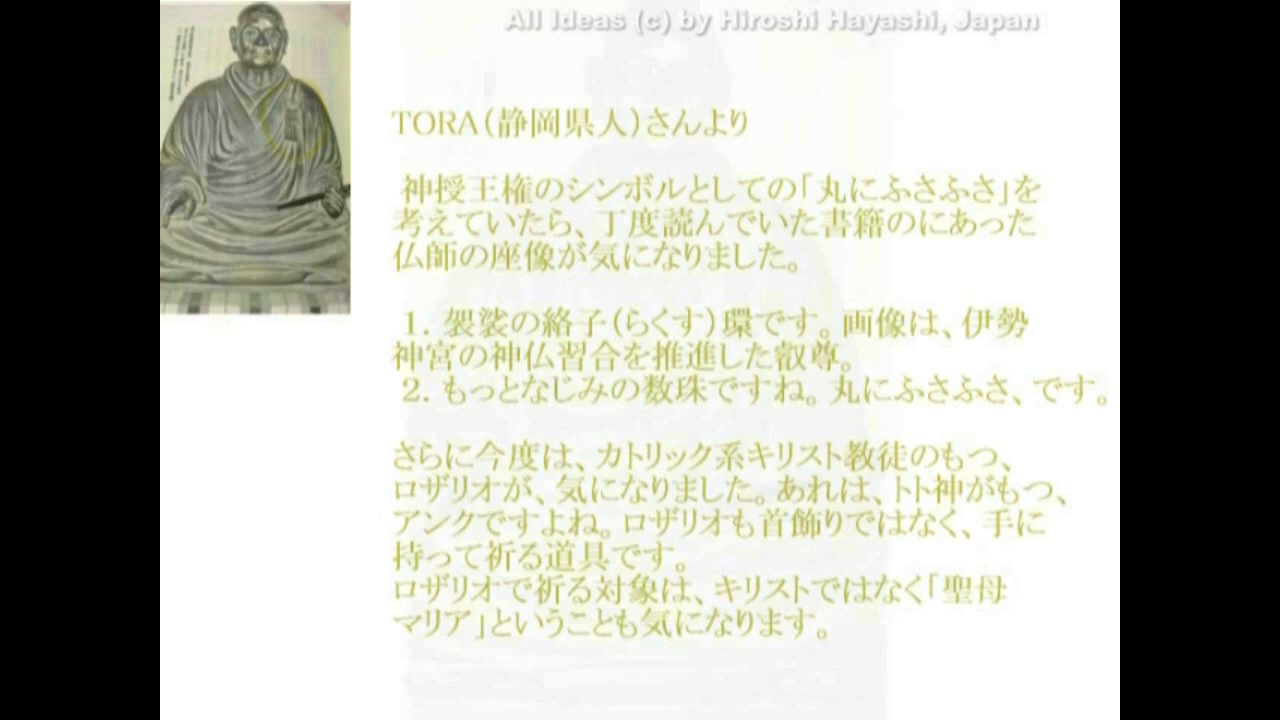 All Ideas (c) by Hiroshi Hayashi, Japan
TORA(静岡県人)さんより
神授王権のシンボルとしての「丸にふさふさ」を
考えていたら、丁度読んでいた書籍のにあった
仏師の座像が気になりました。
1. 袈裟の絡子(らくす)環です。画像は、伊勢
神宮の神仏習合を推進した叡尊。
2. もっとなじみの数珠ですね。丸にふさふさ、です。
さらに今度は、カトリック系キリスト教徒のもつ、
ロザリオが、気になりました。あれは、トト神がもつ、
アンクですよね。ロザリオも首飾りではなく、手に
持って祈る道具です。
ロザリオで祈る対象は、キリストではなく「聖母
マリア」ということも気になります。